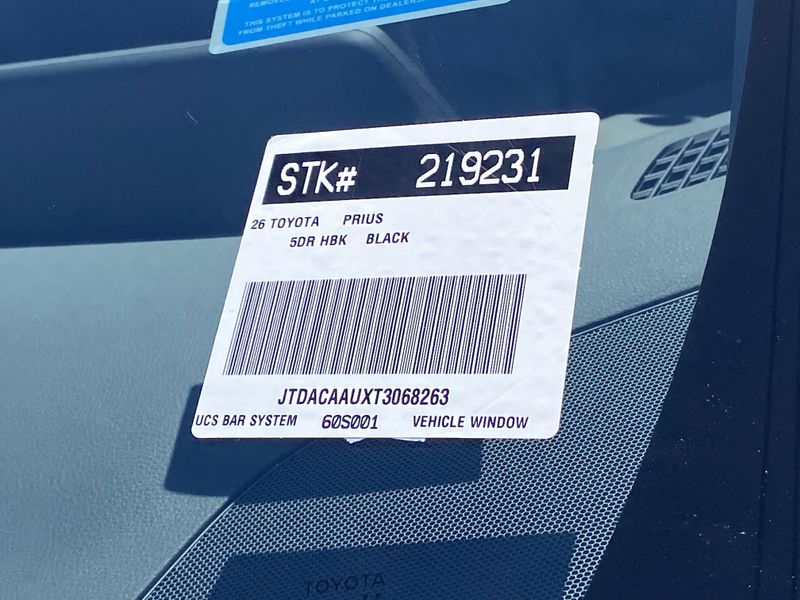 THIS SYSTEM IS TO PROTECT
FROM THEFT WHILE PARKED ON
STK# 219231
26 TOYOTA PRIUS
5DR HBK BLACK
JTDACAAUXT3068263
UCS BAR SYSTEM 60S001 VEHICLE WINDOW
TOYOTA